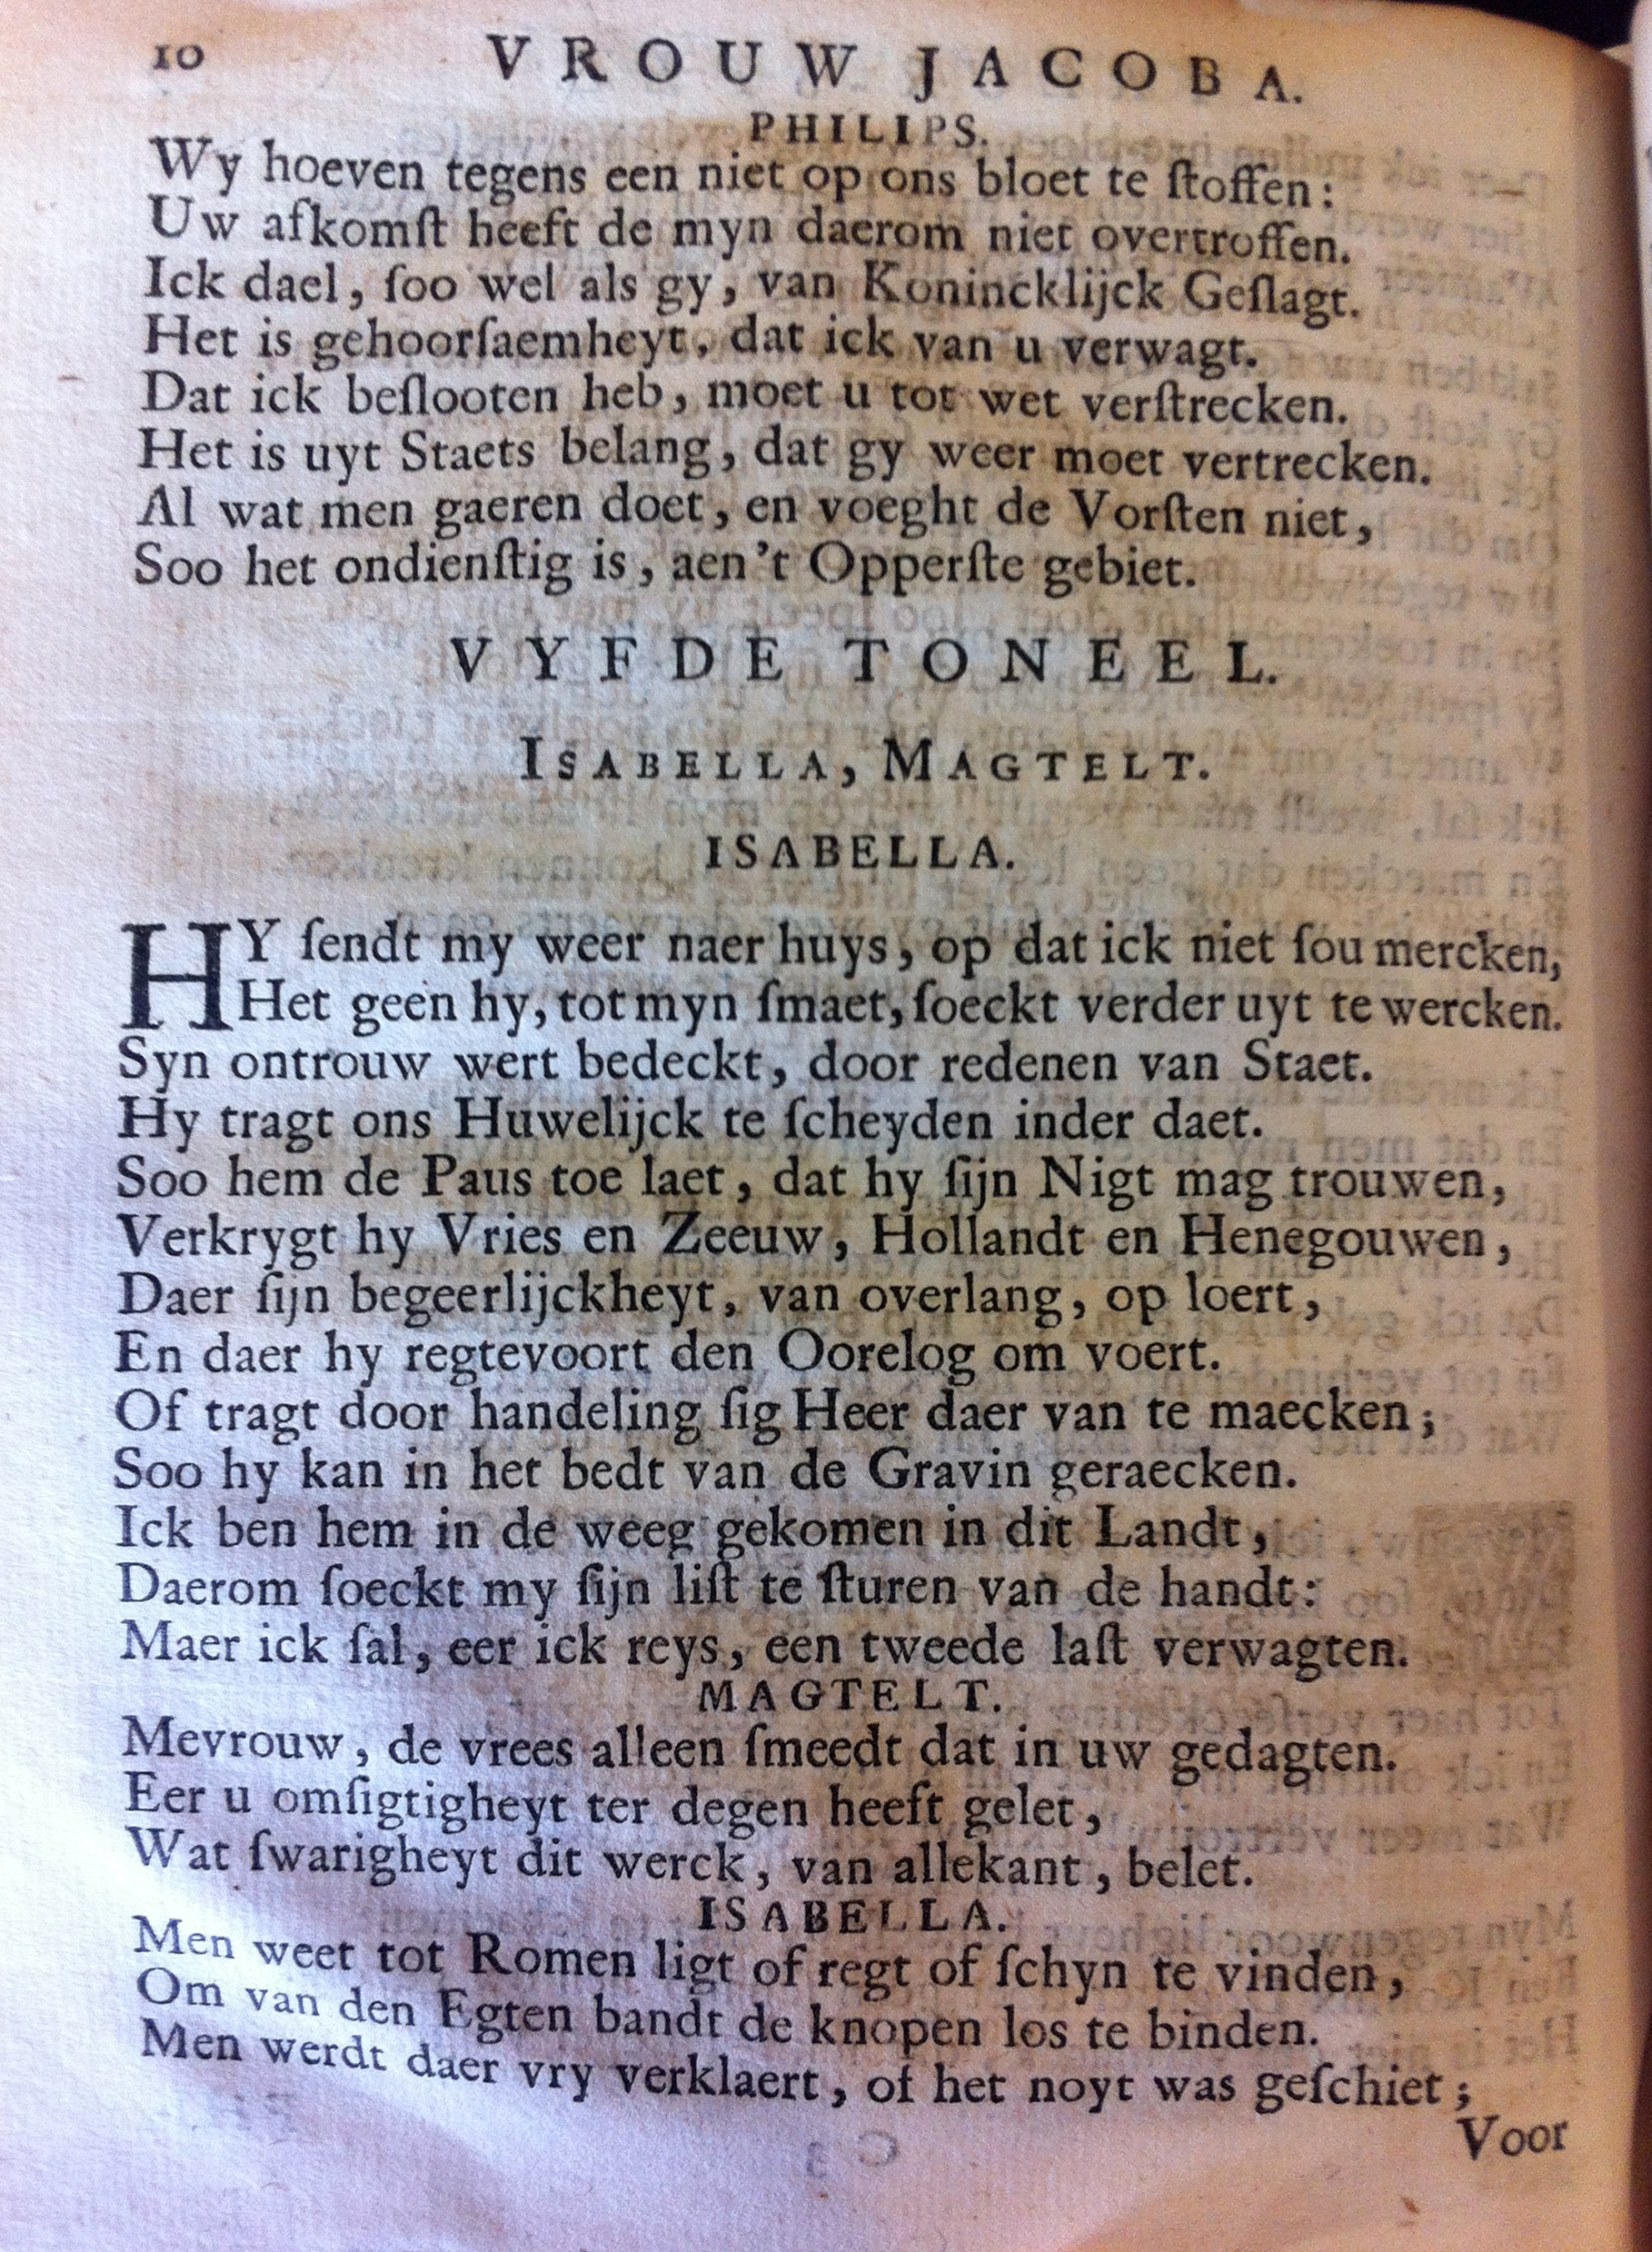 10 VROUW JACOBA.
PHILIPS.
Wy hoeven tegens een niet op ons bloet te ſtoffen:
Uw afkomſt heeft de myn daerom niet overtroffen.
Ick dael, ſoo wel als gy, van Konincklijck Geſlagt.
Het is gehoorſaemheyt, dat ick van u verwagt.
Dat ick beſlooten heb, moet u tot wet verſtrecken.
Het is uyt Staets belang, dat gy weer moet vertrecken.
Al wat men gaeren doet, en voeght de Vorſten niet,
Soo het ondienſtig is, aen't Opperſte gebiet.
VYFDE TONEEL.
ISABELLA, MAGTELT.
ISABELLA.
HY ſendt my weer naer huys, op dat ick niet ſou mercken,
Het geen hy, tot myn ſmaet, ſoeckt verder uyt te wercken.
Syn ontrouw wert bedeckt, door redenen van Staet.
Hy tragt ons Huwelijck te ſcheyden inder daet.
Soo hem de Paus toe laet, dat hy ſijn Nigt mag trouwen,
Verkrygt hy Vries en Zeeuw, Hollandt en Henegouwen,
Daer ſijn begeerlijckheyt, van overlang, op loert,
En daer hy regtevoort den Oorelog om voert.
Of tragt door handeling ſig Heer daer van te maecken;
Soo hy kan in het bedt van de Gravin geraecken.
Ick ben hem in de weeg gekomen in dit Landt,
Daerom ſoeckt my ſijn liſt te ſturen van de handt:
Maer ick ſal, eer ick reys, een tweede laſt verwagten.
MAGTELT.
Mevrouw, de vrees alleen ſmeedt dat in uw gedagten.
Eer u omſigtigheyt ter degen heeft gelet,
Wat ſwarigheyt dit werck, van allekant, belet.
ISABELLA.
Men weet tot Romen ligt of regt of ſchyn te vinden,
Om van den Egten bandt de knopen los te binden.
Men werdt daer vry verklaert, of het noyt was geſchiet;
Voor